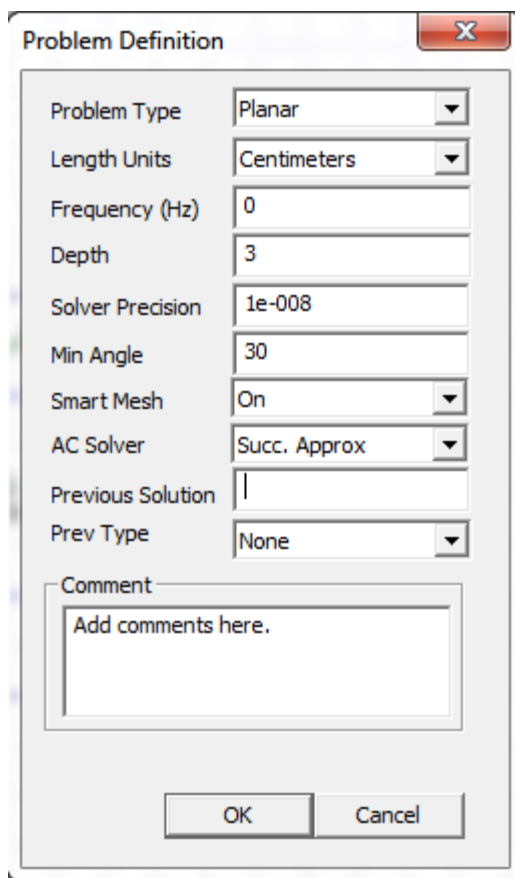 Problem Definition
Problem Type Planar
Length Units Centimeters
Frequency (Hz) 0
Depth 3
Solver Precision 1e-008
Min Angle 30
Smart Mesh On
AC Solver Succ. Approx
Previous Solution
Prev Type None
Comment
Add comments here.
OK Cancel